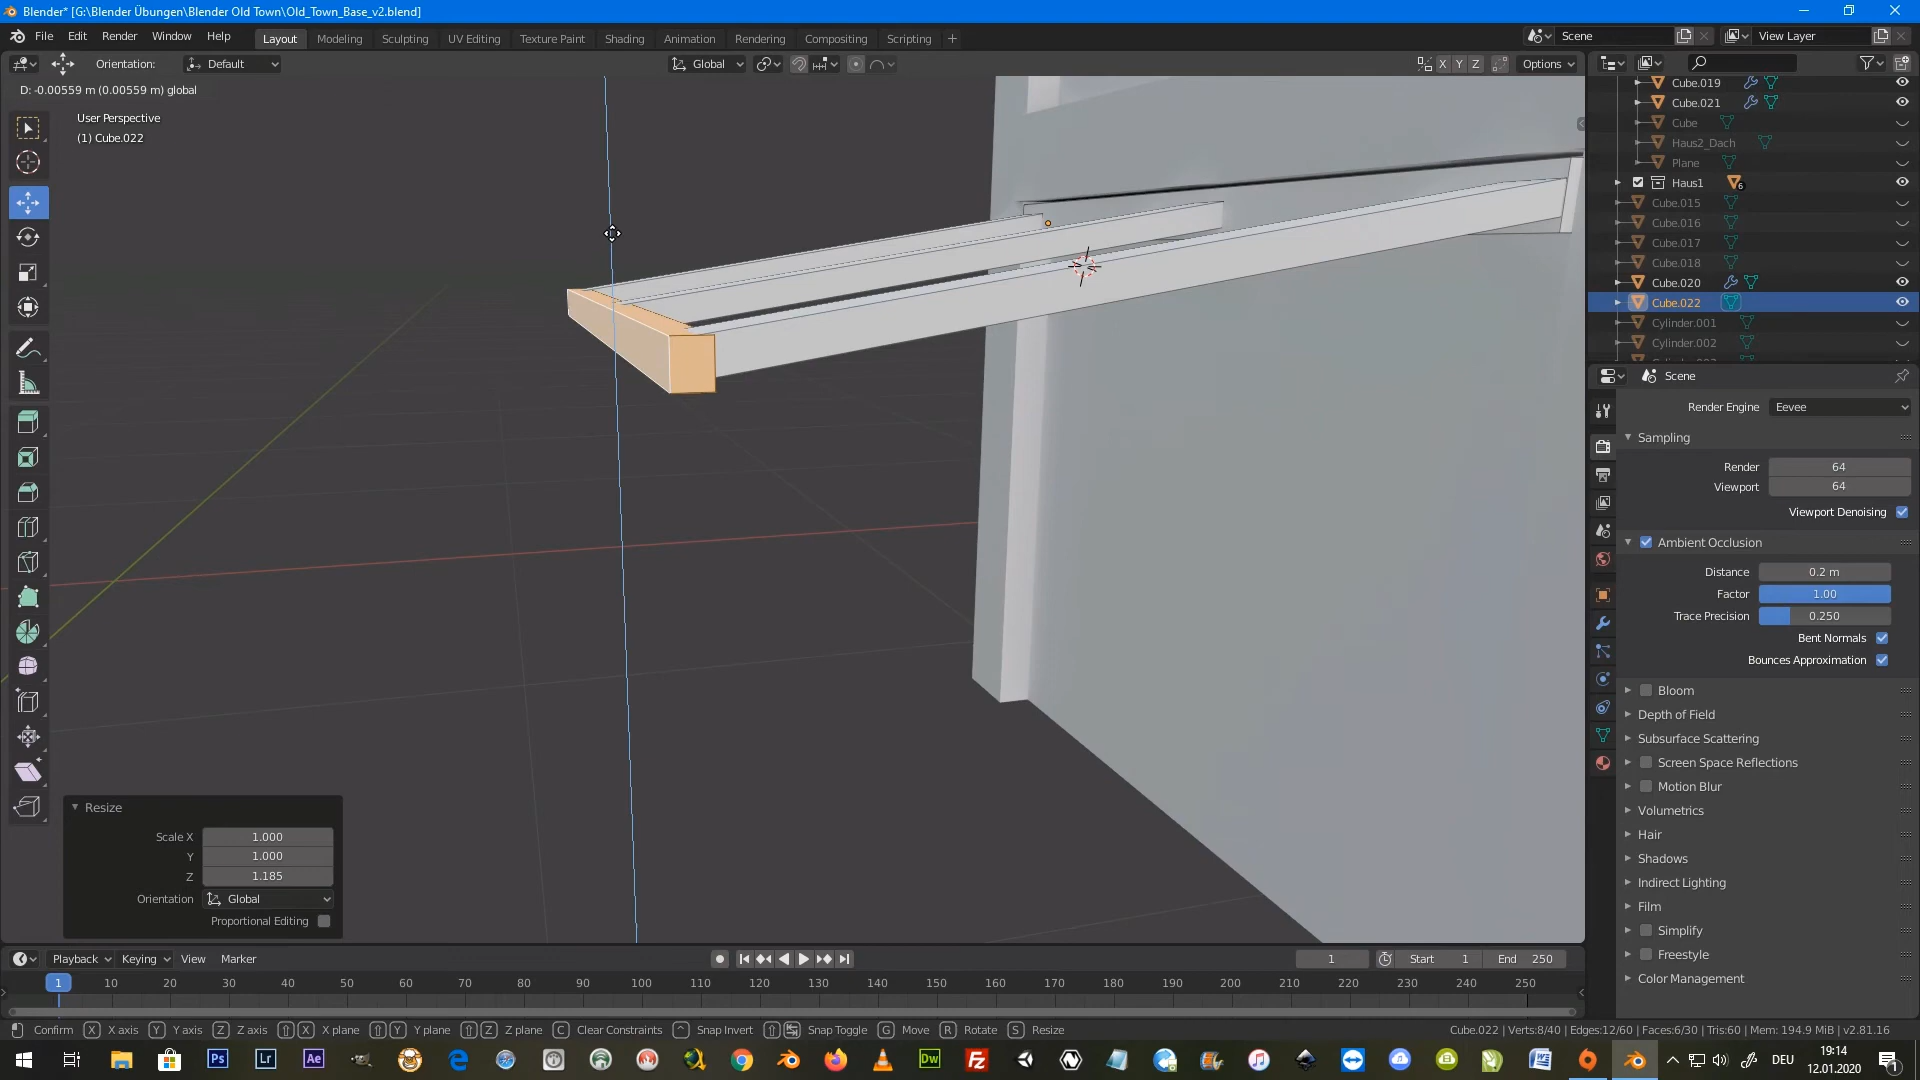 Blender* [G:\Blender Übungen\Blender Old Town\Old_Town_Base_v2.blend]
File Edit Render Window Help Layout Modeling Sculpting UV Editing Texture Paint Shading Animation Rendering Compositing Scripting + Scene View Layer
Orientation: Default Global X Y Z Options
D: -0.00559 m (0.00559 m) global
User Perspective
(1) Cube.022
Cube.019
Cube.021
Cube
Haus2_Dach
Plane
Haus1 6
Cube.015
Cube.016
Cube.017
Cube.018
Cube.020
Cube.022
Cylinder.001
Cylinder.002
Scene
Render Engine Eevee
Sampling
Render 64
Viewport 64
Viewport Denoising
Ambient Occlusion
Distance 0.2 m
Factor 1.00
Trace Precision 0.250
Bent Normals
Bounces Approximation
Bloom
Depth of Field
Subsurface Scattering
Screen Space Reflections
Motion Blur
Volumetrics
Hair
Shadows
Indirect Lighting
Film
Simplify
Freestyle
Color Management
Resize
Scale X 1.000
Y 1.000
Z 1.185
Orientation Global
Proportional Editing
Playback Keying View Marker 1 Start 1 End 250
1 10 20 30 40 50 60 70 80 90 100 110 120 130 140 150 160 170 180 190 200 210 220 230 240 250
Confirm X X axis Y Y axis Z Z axis X X plane Y Y plane Z Z plane C Clear Constraints Snap Invert Snap Toggle G Move R Rotate S Resize Cube.022 | Verts:8/40 | Edges:12/60 | Faces:6/30 | Tris:60 | Mem: 194.9 MiB | v2.81.16
Ps Lr Ae Dw Fz DEU 19:14
12.01.2020 1